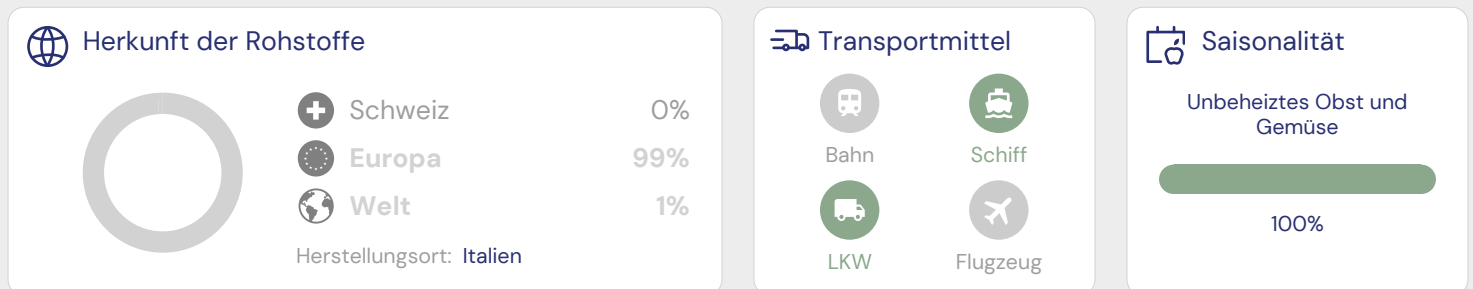 Herkunft der Rohstoffe
Schweiz 0%
Europa 99%
Welt 1%
Herstellungsort: Italien
Transportmittel
Bahn
Schiff
LKW
Flugzeug
Saisonalität
Unbeheiztes Obst und
Gemüse
100%